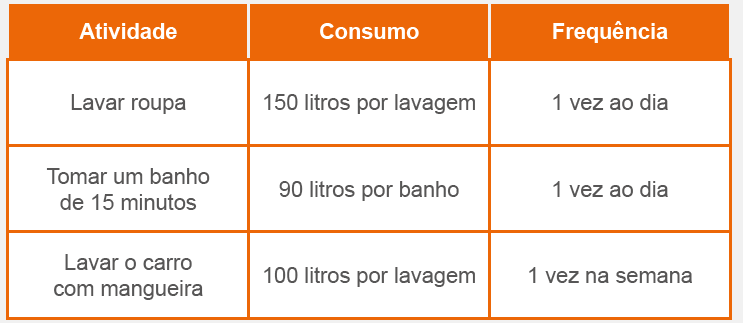 Atividade Consumo Frequência
Lavar roupa 150 litros por lavagem 1 vez ao dia
Tomar um banho
de 15 minutos 90 litros por banho 1 vez ao dia
Lavar o carro
com mangueira 100 litros por lavagem 1 vez na semana